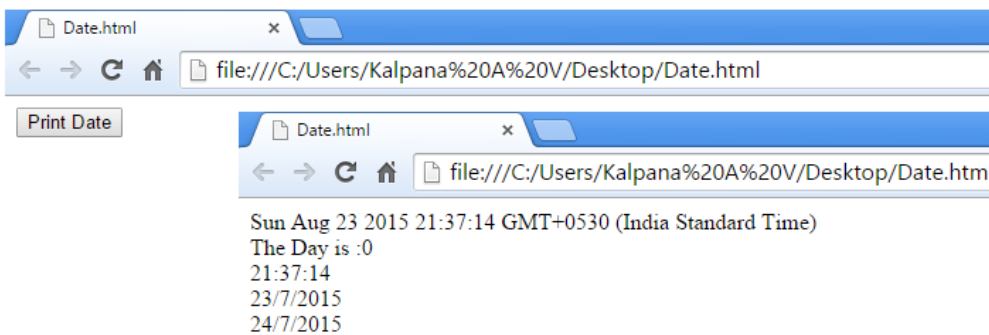 Date.html
file:///C:/Users/Kalpana%20A%20V/Desktop/Date.html
Print Date
Date.html
file:///C:/Users/Kalpana%20A%20V/Desktop/Date.htm
Sun Aug 23 2015 21:37:14 GMT+0530 (India Standard Time)
The Day is :0
21:37:14
23/7/2015
24/7/2015